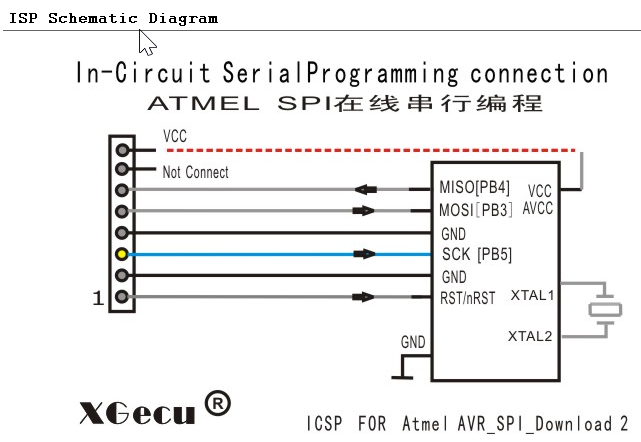 ISP Schematic Diagram
In-Circuit SerialProgramming connection
ATMEL SPI在线串行编程
VCC
Not Connect
MISO[PB4]
VCC
MOSI[PB3]
AVCC
GND
SCK [PB5]
GND
1
RST/nRST
XTAL1
XTAL2
GND
XGecu ®
ICSP FOR Atmel AVR_SPI_Download 2